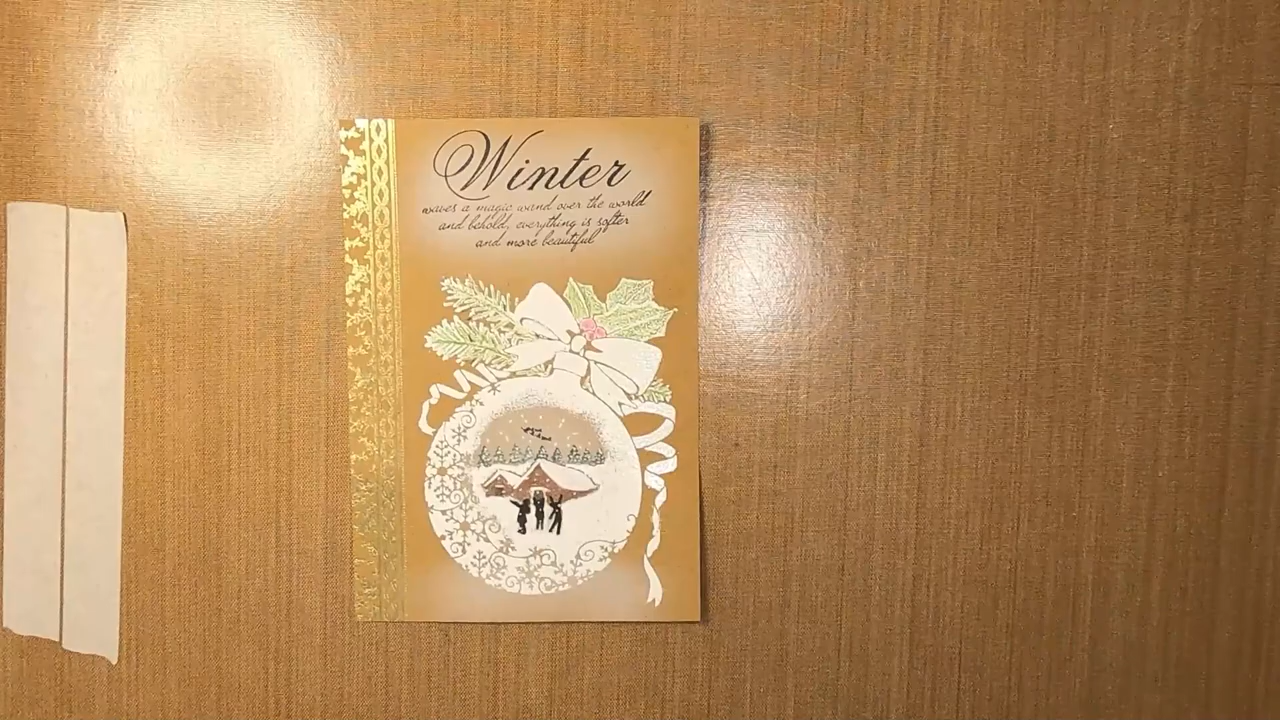 Winter
waves a magic wand over the world
and behold, everything is softer
and more beautiful